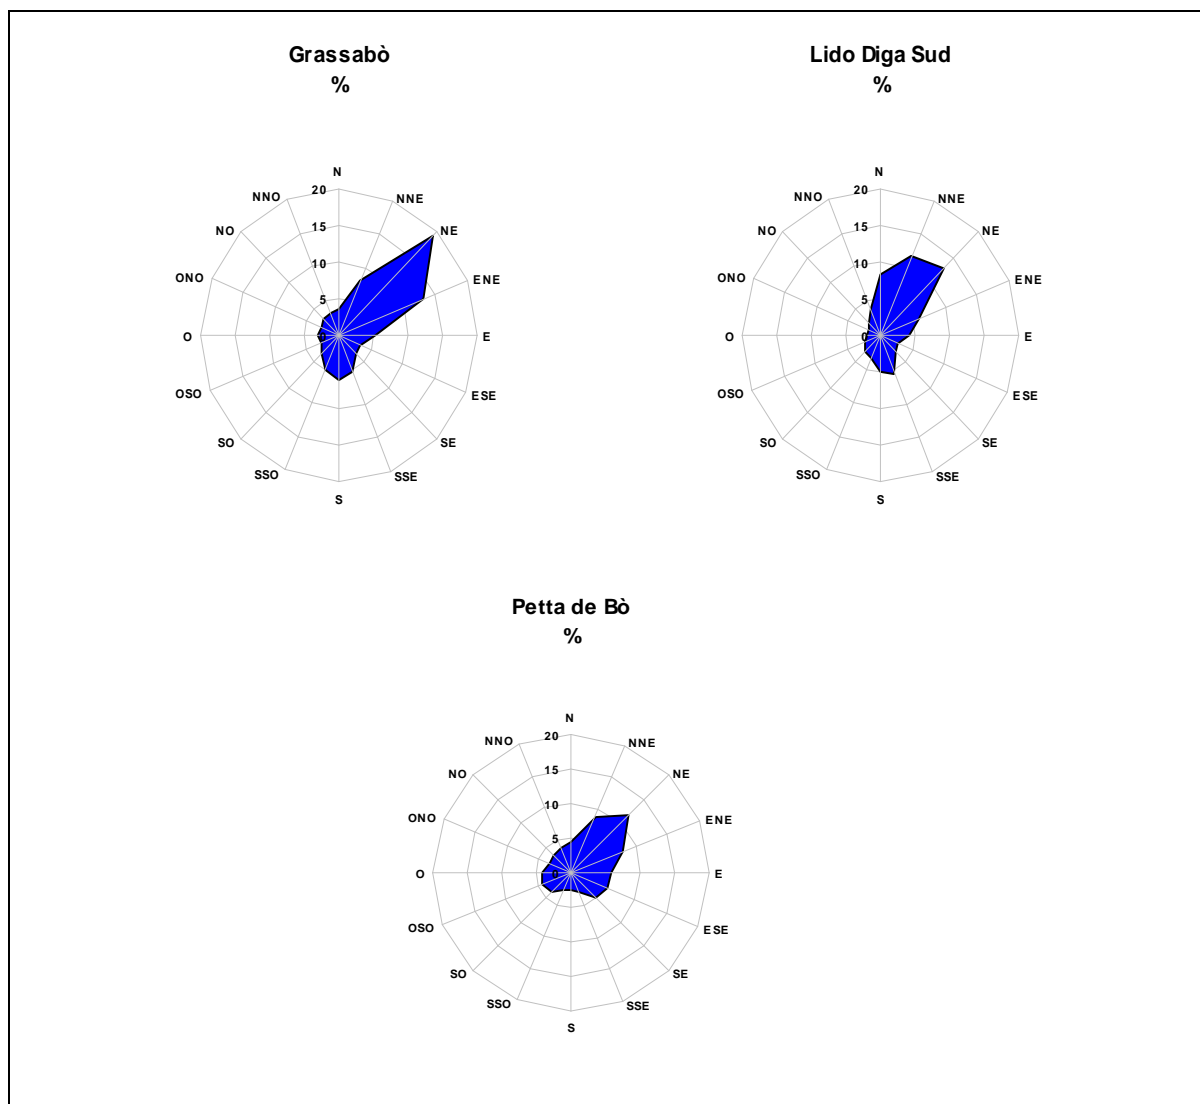 Grassabò
%
N
NNE
NE
ENE
E
ESE
SE
SSE
S
SSO
SO
OSO
O
ONO
NO
NNO
20
15
10
5
0
Lido Diga Sud
%
N
NNE
NE
ENE
E
ESE
SE
SSE
S
SSO
SO
OSO
O
ONO
NO
NNO
20
15
10
5
0
Petta de Bò
%
N
NNE
NE
ENE
E
ESE
SE
SSE
S
SSO
SO
OSO
O
ONO
NO
NNO
20
15
10
5
0